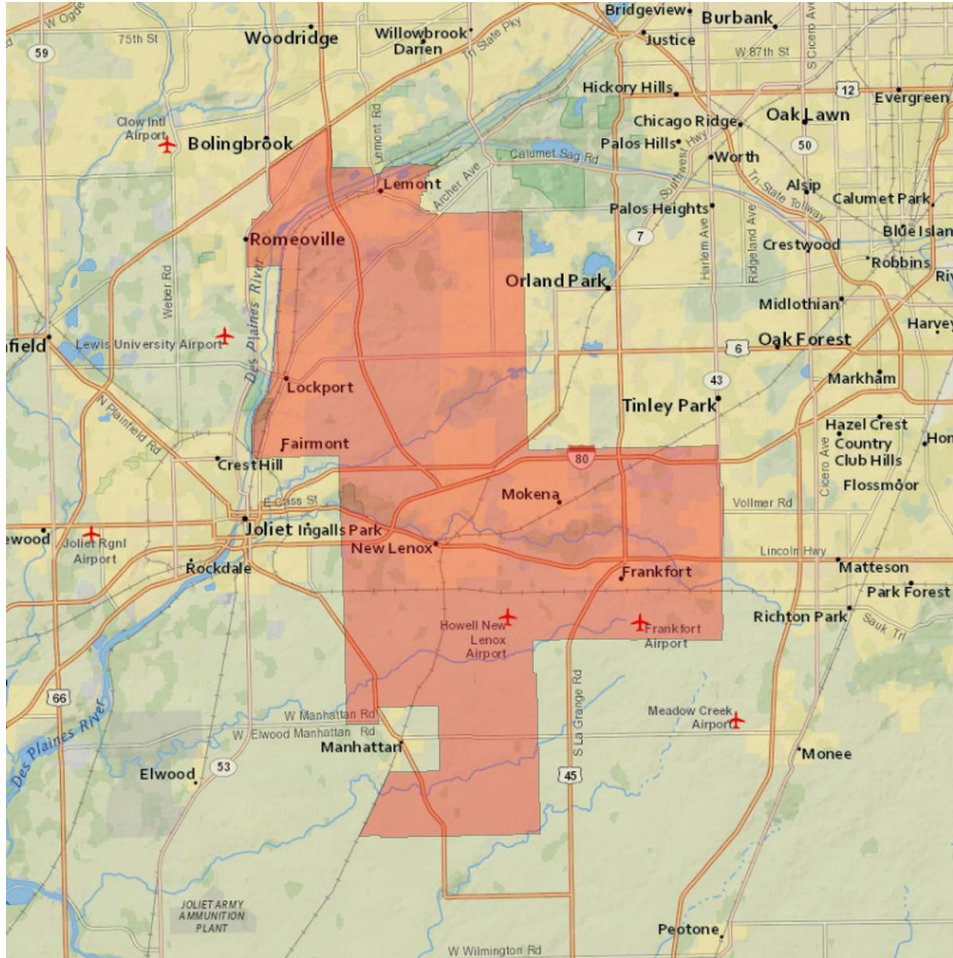 W Ogde
59
75th St
Woodridge
Willowbrook
Darien
Tri State Pky
Bridgeview
Justice
Burbank
W 87th St
S Cicero Ave
Hickory Hills
12
Evergreen
Clow Intl
Airport
Bolingbrook
Lemont Rd
Chicago Ridge
Oak Lawn
Palos Hills
50
Southwest Hwy
Worth
Calumet Sag Rd
Archer Ave
Lemont
Tri-State Tollway
Alsip
Calumet Park
Palos Heights
Harlem Ave
Ridgeland Ave
7
Crestwood
Blue Islan
Robbins
Romeoville
Weber Rd
Des Plaines River
Orland Park
Riv
Midlothian
Lewis University Airport
nfield
6
Oak Forest
Harvey
43
Markham
Lockport
Tinley Park
N Plainfield Rd
Hazel Crest
Country
Club Hills
Hom
Cicero Ave
Fairmont
Crest Hill
80
Flossmoor
Mokena
Vollmer Rd
E Cass St
Joliet
Ingalls Park
ewood
Joliet Rgnl
Airport
New Lenox
Lincoln Hwy
Matteson
Rockdale
Frankfort
Park Forest
Richton Park
Sauk Trl
Howell New
Lenox
Airport
Frankfort
Airport
66
Des Plaines River
W Manhattan Rd
W Elwood Manhattan Rd
Manhattan
S La Grange Rd
Meadow Creek
Airport
Monee
Elwood
53
45
JOLIET ARMY
AMMUNITION
PLANT
Peotone
W Wilmington Rd